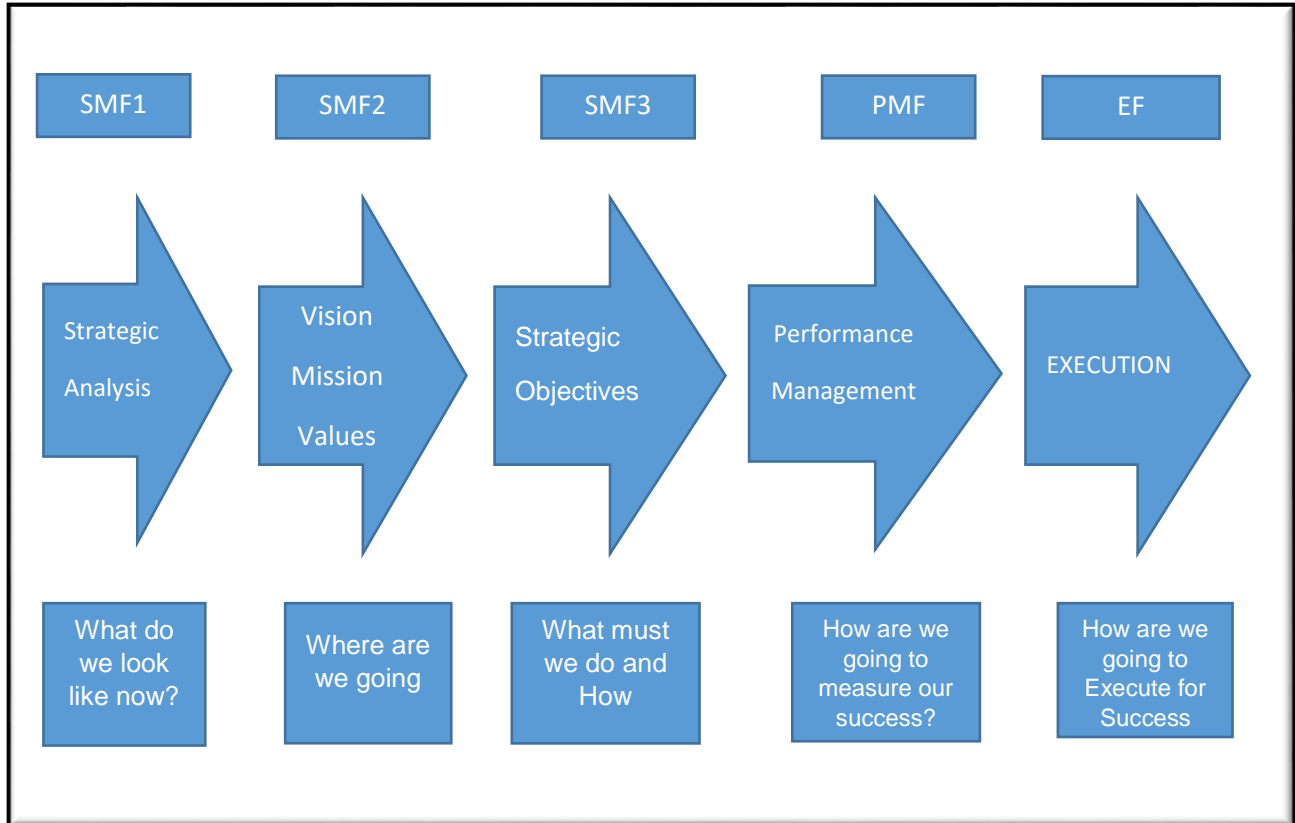 SMF1
SMF2
SMF3
PMF
EF
Strategic
Analysis
Vision
Mission
Values
Strategic
Objectives
Performance
Management
EXECUTION
What do
we look
like now?
Where are
we going
What must
we do and
How
How are we
going to
measure our
success?
How are we
going to
Execute for
Success